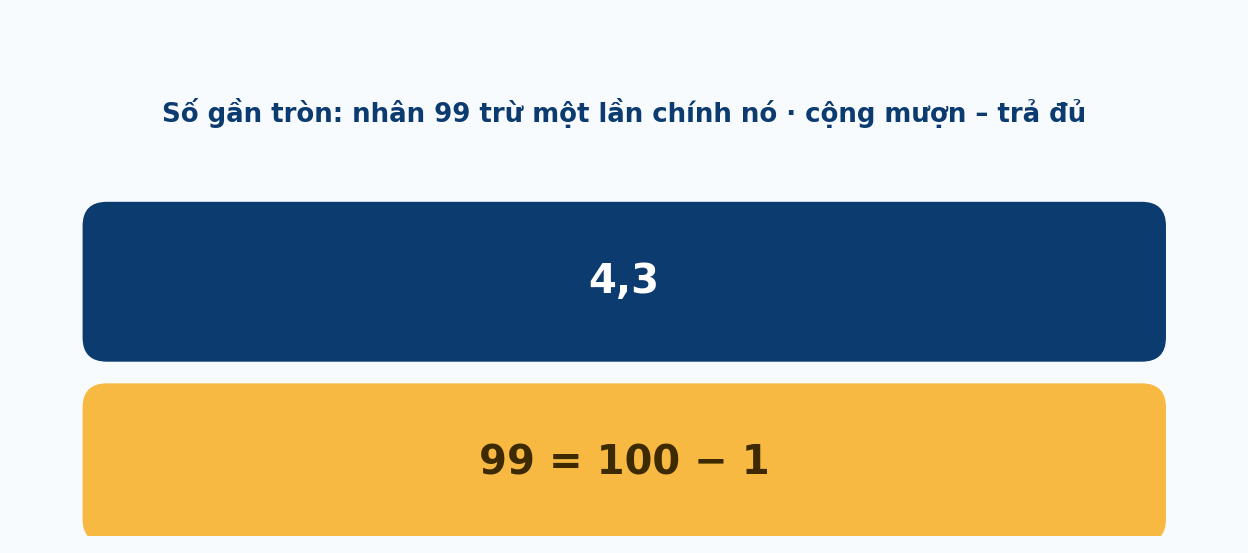 Số gần tròn: nhân 99 trừ một lần chính nó · cộng mượn – trả đủ
4,3
99 = 100 − 1